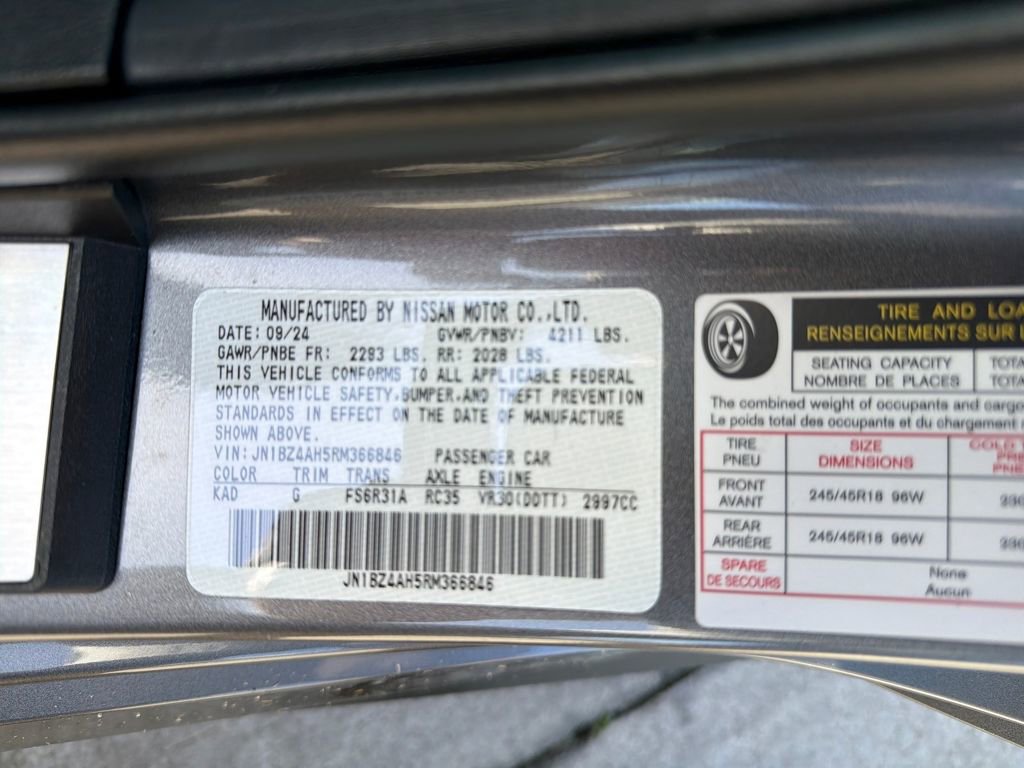 MANUFACTURED BY NISSAN MOTOR CO.,LTD.
DATE: 09/24 GVWR/PNBV: 4211 LBS.
GAWR/PNBE FR: 2293 LBS. RR: 2028 LBS.
THIS VEHICLE CONFORMS TO ALL APPLICABLE FEDERAL
MOTOR VEHICLE SAFETY,BUMPER,AND THEFT PREVENTION
STANDARDS IN EFFECT ON THE DATE OF MANUFACTURE
SHOWN ABOVE.
VIN: JN1BZ4AH5RM366846 PASSENGER CAR
COLOR TRIM TRANS AXLE ENGINE
KAD G FS6R31A RC35 VR30(DDTT) 2997CC
JN1BZ4AH5RM366846
TIRE AND LOA
RENSEIGNEMENTS SUR L
SEATING CAPACITY TOTA
NOMBRE DE PLACES TOTA
The combined weight of occupants and cargo
Le poids total des occupants et du chargement
TIRE SIZE COLD
PNEU DIMENSIONS
FRONT
AVANT 245/45R18 96W
REAR
ARRIÈRE 245/45R18 96W
SPARE None
DE SECOURS Aucun